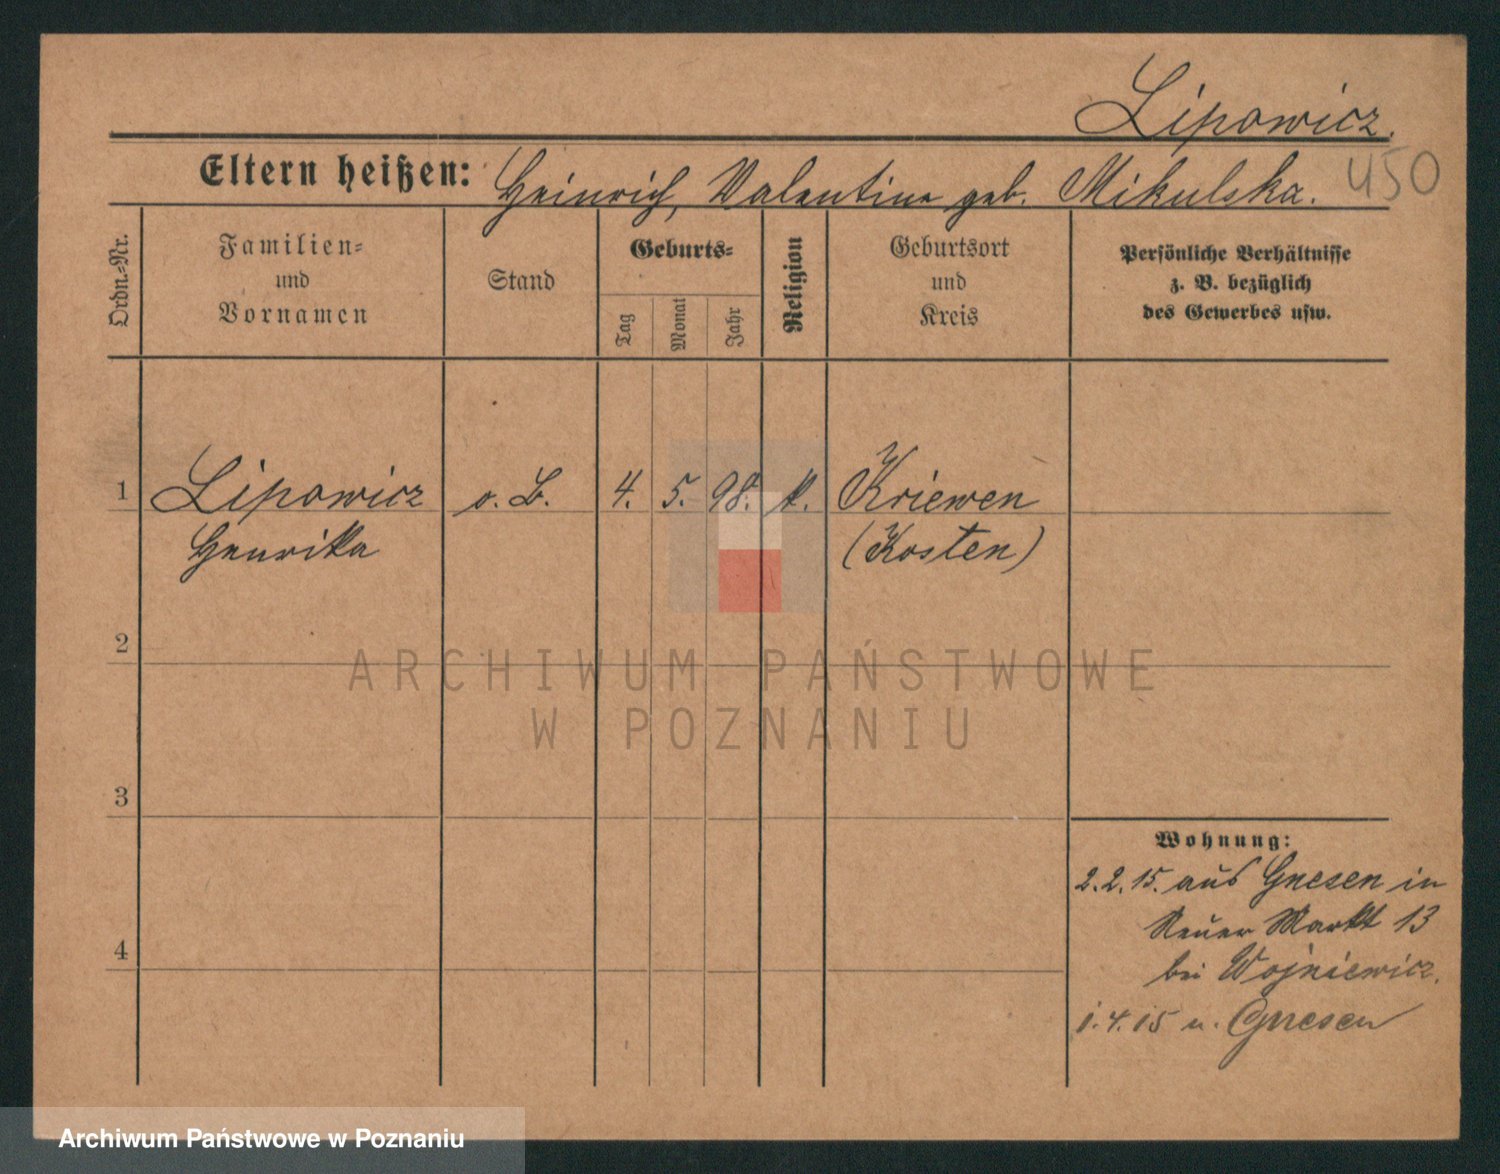 Lipowicz.
450
Eltern heißen: Heinrich, Valentine geb. Mikulska.
Ordn.=Nr.
Familien=
und
Vornamen
Stand
Geburts=
Tag
Monat
Jahr
Religion
Geburtsort
und
Kreis
Persönliche Verhältnisse
z. B. bezüglich
des Gewerbes usw.
1 Lipowicz o. B. 4. 5. 98. k. Kriewen
Henrika (Kosten)
2
3
4
Wohnung:
2.2.15. aus Gnesen in
Neuer Markt 13
bei Wojniewicz.
1.4.15 n. Gnesen
ARCHIWUM PAŃSTWOWE
W POZNANIU
Archiwum Państwowe w Poznaniu